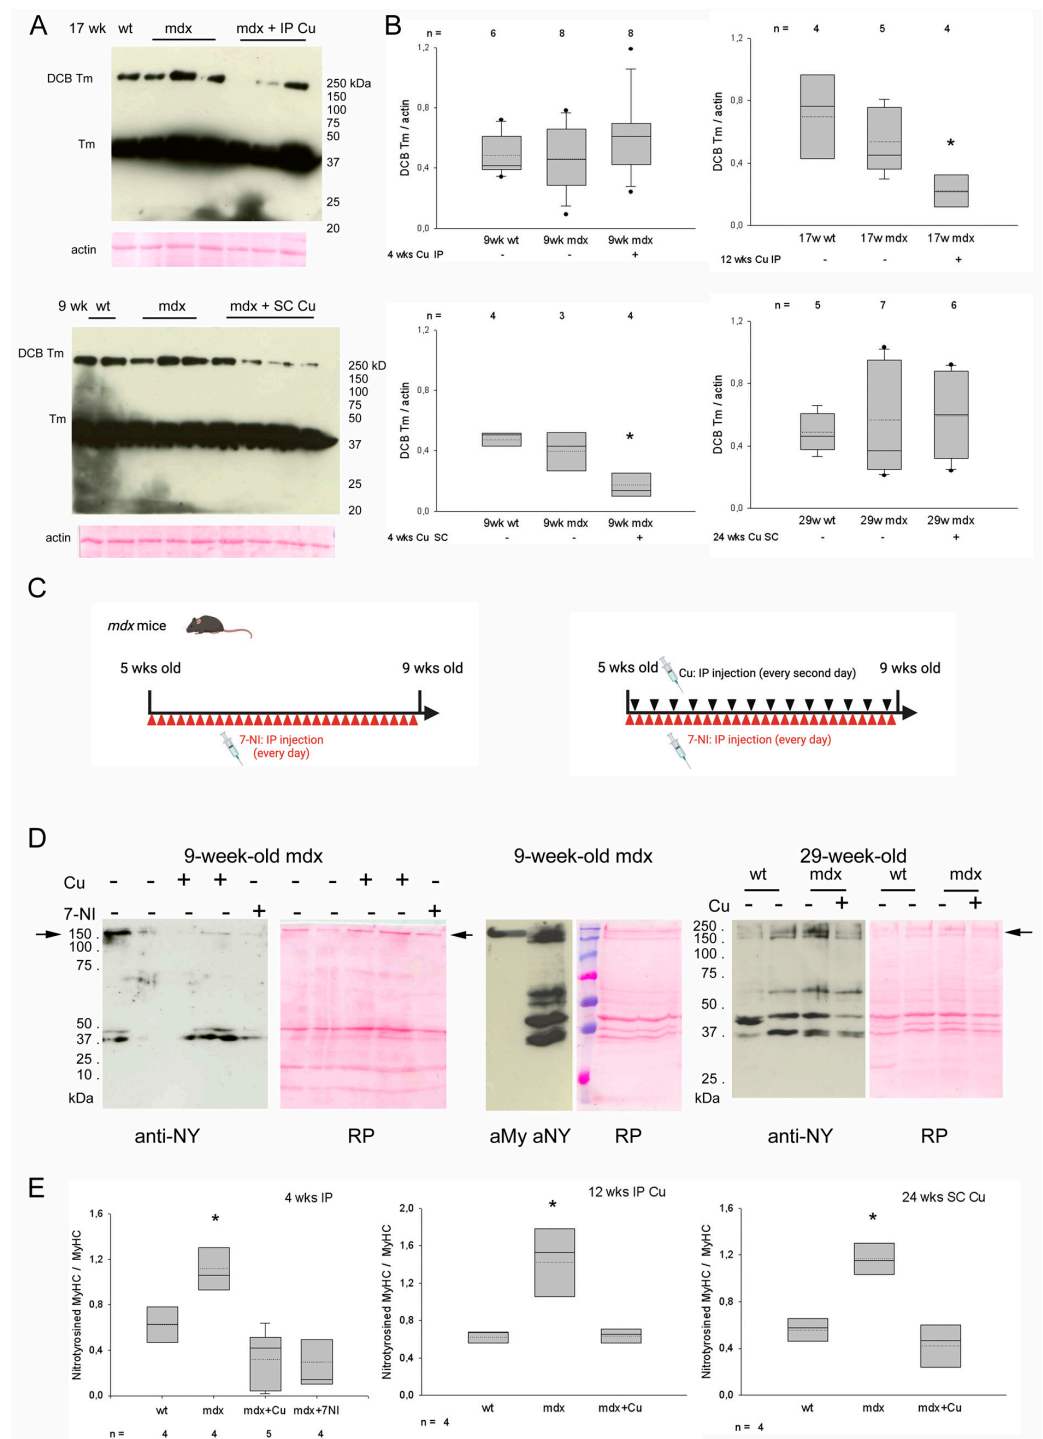 A
17 wk wt mdx mdx + IP Cu
DCB Tm
Tm
250 kDa
150
100
75
50
37
25
20
actin
9 wk wt mdx mdx + SC Cu
DCB Tm
Tm
250 kD
150
100
75
50
37
25
20
actin
B
n = 6 8 8
DCB Tm / actin
1,2
0,8
0,4
0,0
9wk wt 9wk mdx 9wk mdx
4 wks Cu IP - - +
n = 4 5 4
DCB Tm / actin
1,2
0,8
0,4
0,0
*
17w wt 17w mdx 17w mdx
12 wks Cu IP - - +
n = 4 3 4
DCB Tm / actin
1,2
0,8
0,4
0,0
*
9wk wt 9wk mdx 9wk mdx
4 wks Cu SC - - +
n = 5 7 6
DCB Tm / actin
1,2
0,8
0,4
0,0
29w wt 29w mdx 29w mdx
24 wks Cu SC - - +
C
mdx mice
5 wks old 9 wks old
7-NI: IP injection
(every day)
5 wks old 9 wks old
Cu: IP injection (every second day)
7-NI: IP injection (every day)
D
9-week-old mdx
Cu - - + + - - - + + -
7-NI - - - - + - - - - +
150 .
100 .
75 .
50 .
37 .
25 .
10 .
kDa
anti-NY RP
9-week-old mdx
aMy aNY RP
29-week-old
wt mdx wt mdx
Cu - - - + - - - +
250 .
150 .
100 .
75 .
50 .
37 .
25 .
kDa
anti-NY RP
E
4 wks IP
Nitrotyrosined MyHC / MyHC
1,6
1,2
0,8
0,4
0,0
*
wt mdx mdx+Cu mdx+7NI
n = 4 4 5 4
12 wks IP Cu
Nitrotyrosined MyHC / MyHC
2,0
1,6
1,2
0,8
0,4
0,0
*
wt mdx mdx+Cu
n = 4
24 wks SC Cu
Nitrotyrosined MyHC / MyHC
1,6
1,2
0,8
0,4
0,0
*
wt mdx mdx+Cu
n = 4